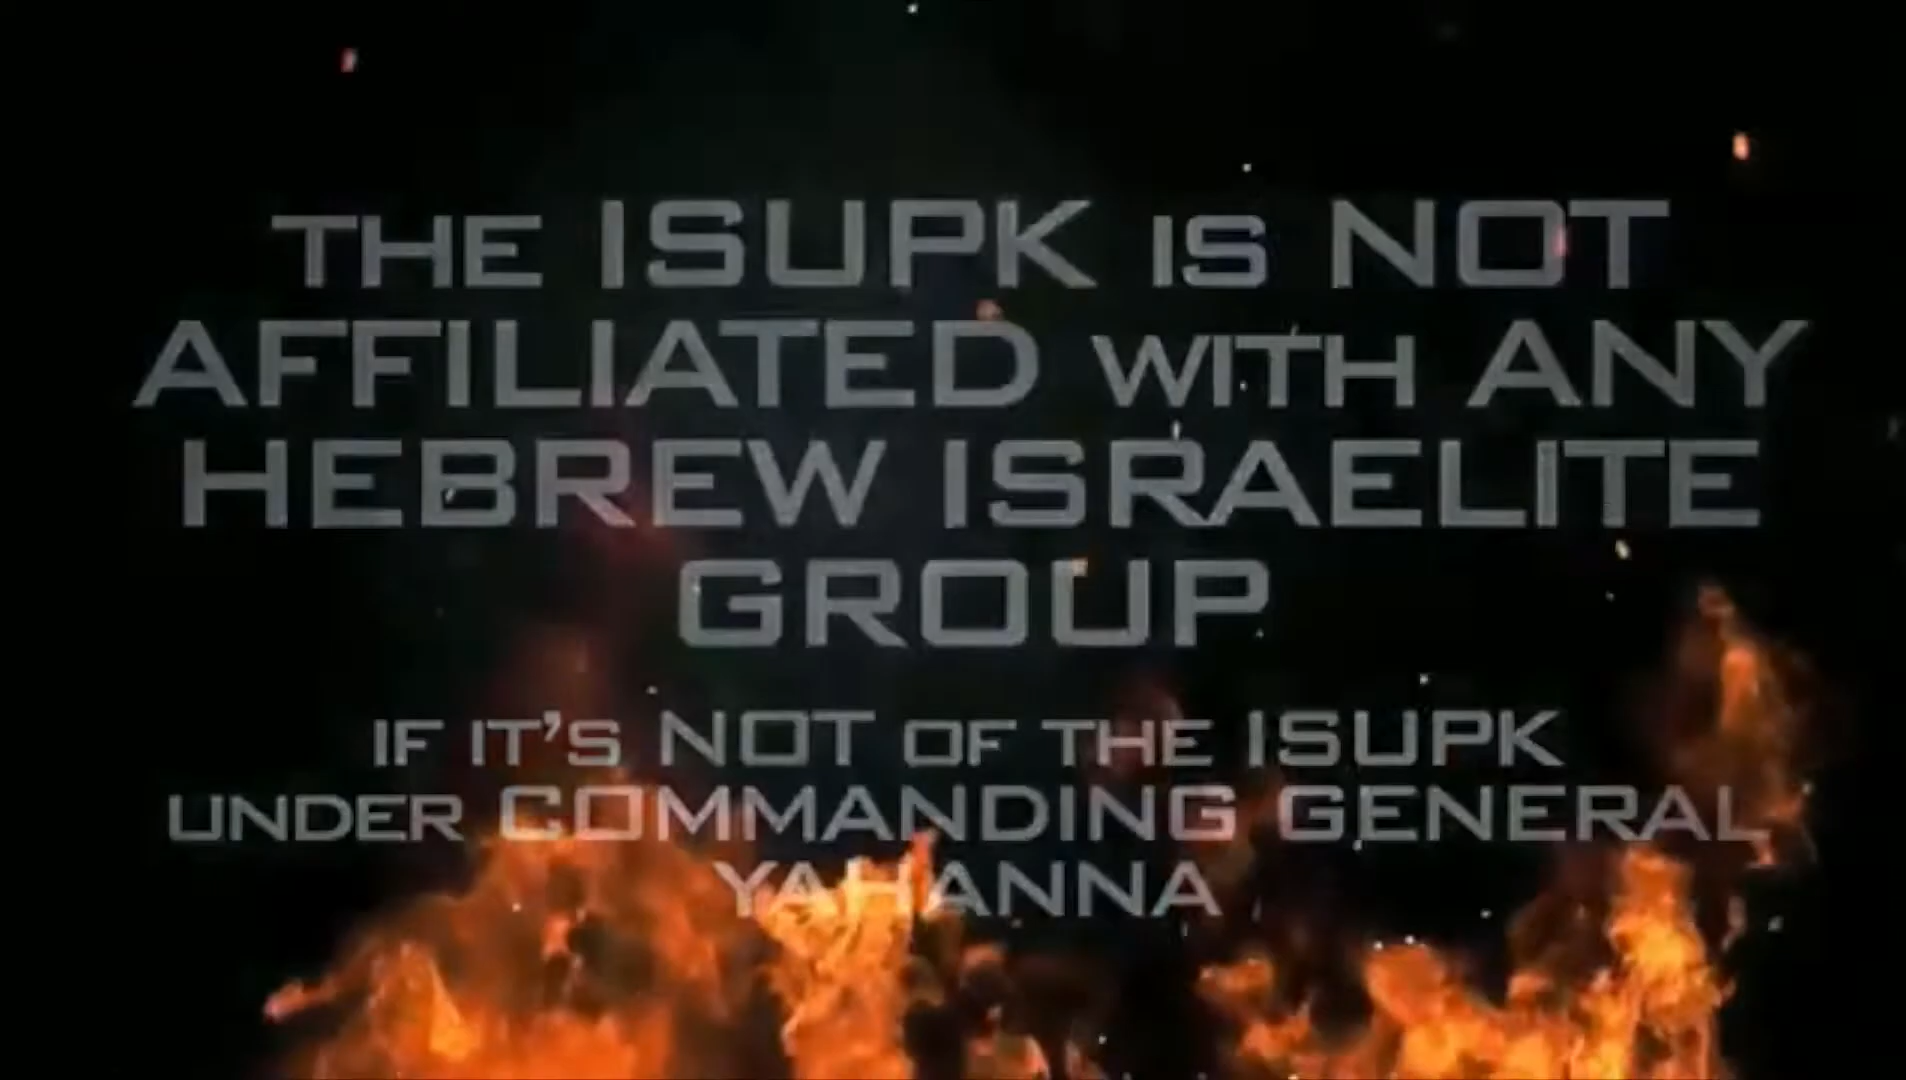 THE ISUPK IS NOT
AFFILIATED WITH ANY
HEBREW ISRAELITE
GROUP
IF IT'S NOT OF THE ISUPK
UNDER COMMANDING GENERAL
YAHANNA